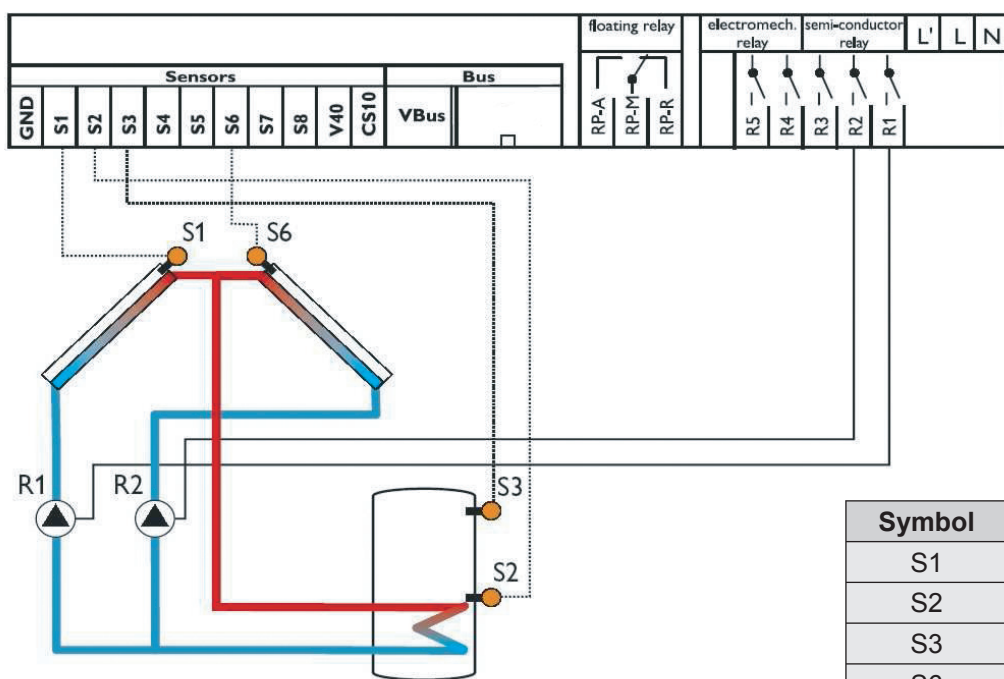 floating relay
electromech. relay
semi-conductor relay
L' L N
Sensors
Bus
GND S1 S2 S3 S4 S5 S6 S7 S8 V40 CS10
VBus
RP-A RP-M RP-R
R5 R4 R3 R2 R1
S1 S6
R1 R2
S3
S2
Symbol
S1
S2
S3